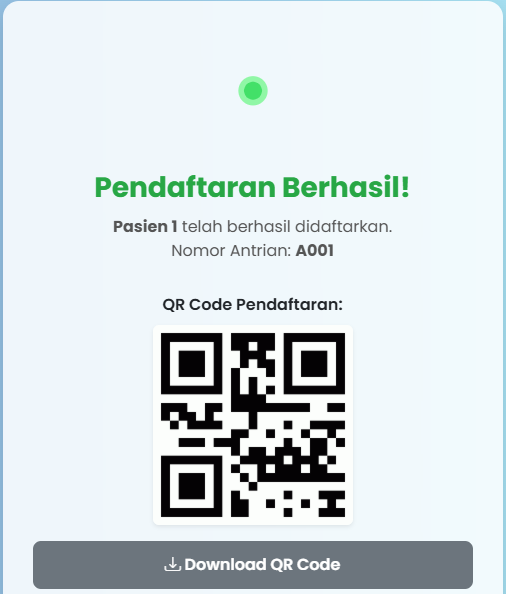 Pendaftaran Berhasil!
Pasien 1 telah berhasil didaftarkan.
Nomor Antrian: A001
QR Code Pendaftaran:
Download QR Code